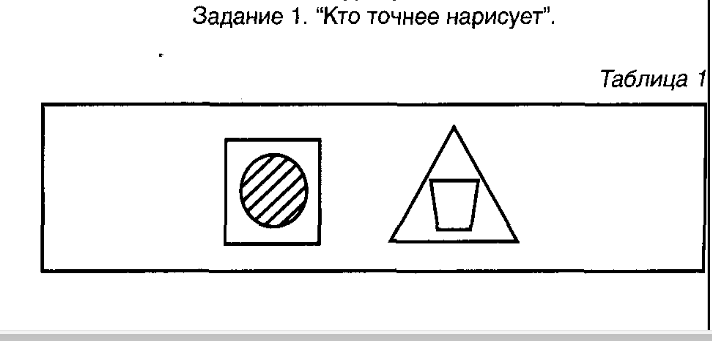 Задание 1. “Кто точнее нарисует”.
Таблица 1